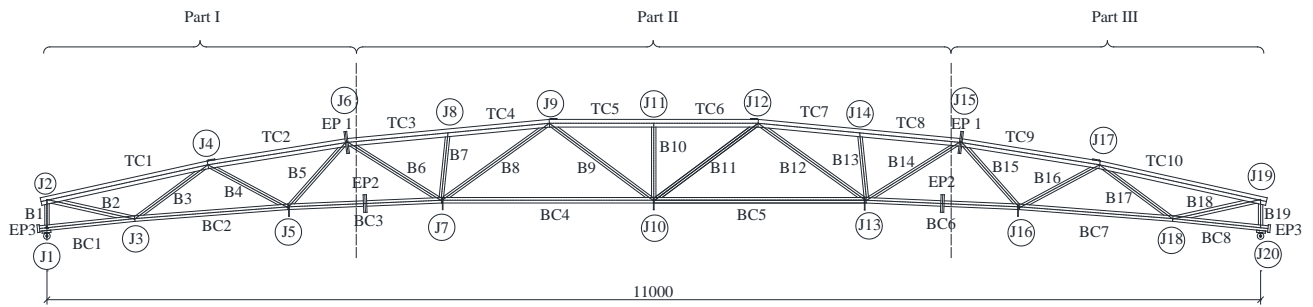 Part I Part II Part III
J6 J8 J9 J11 J12 J14 J15
EP 1 TC3 TC4 TC5 TC6 TC7 TC8 EP 1
J4 TC2 TC9 J17
TC1 TC10
J2 J19
B1 B2 B3 B4 B5 B6 B7 B8 B9 B10 B11 B12 B13 B14 B15 B16 B17 B18 B19
EP2 EP2
EP3 BC1 BC2 BC3 BC4 BC5 BC6 BC7 BC8 EP3
J1 J3 J5 J7 J10 J13 J16 J18 J20
11000